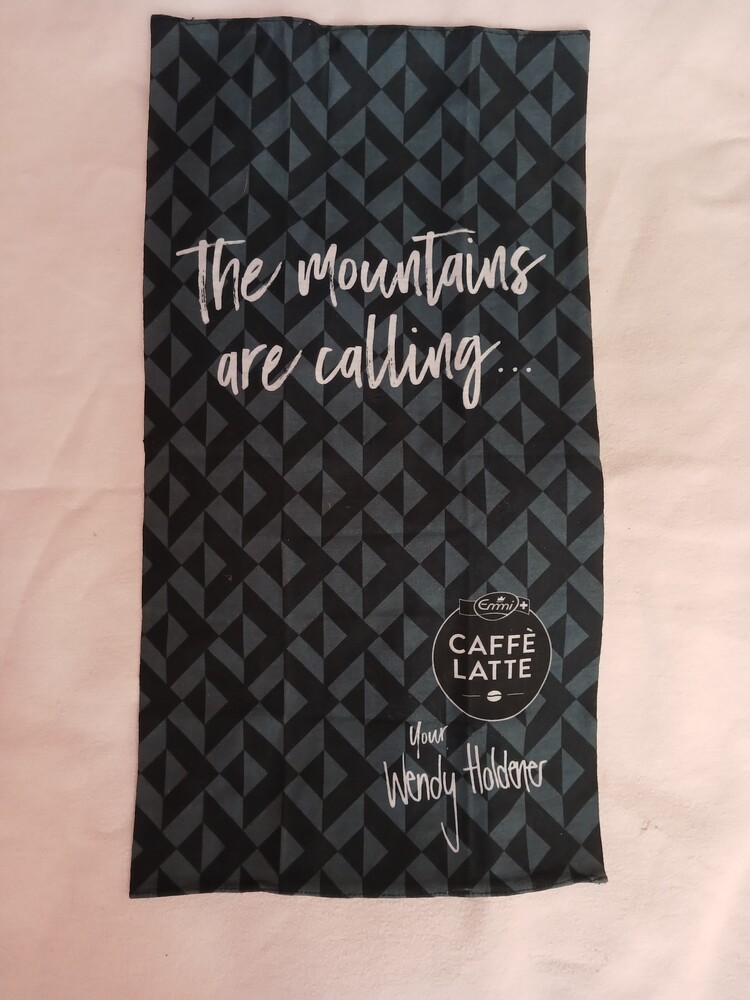 The mountains
are calling...
Emmi
CAFFÈ
LATTE
Your
Wendy Holdener